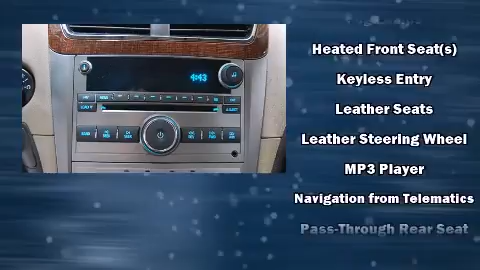 4:43
Heated Front Seat(s)
Keyless Entry
Leather Seats
Leather Steering Wheel
MP3 Player
Navigation from Telematics
Pass-Through Rear Seat